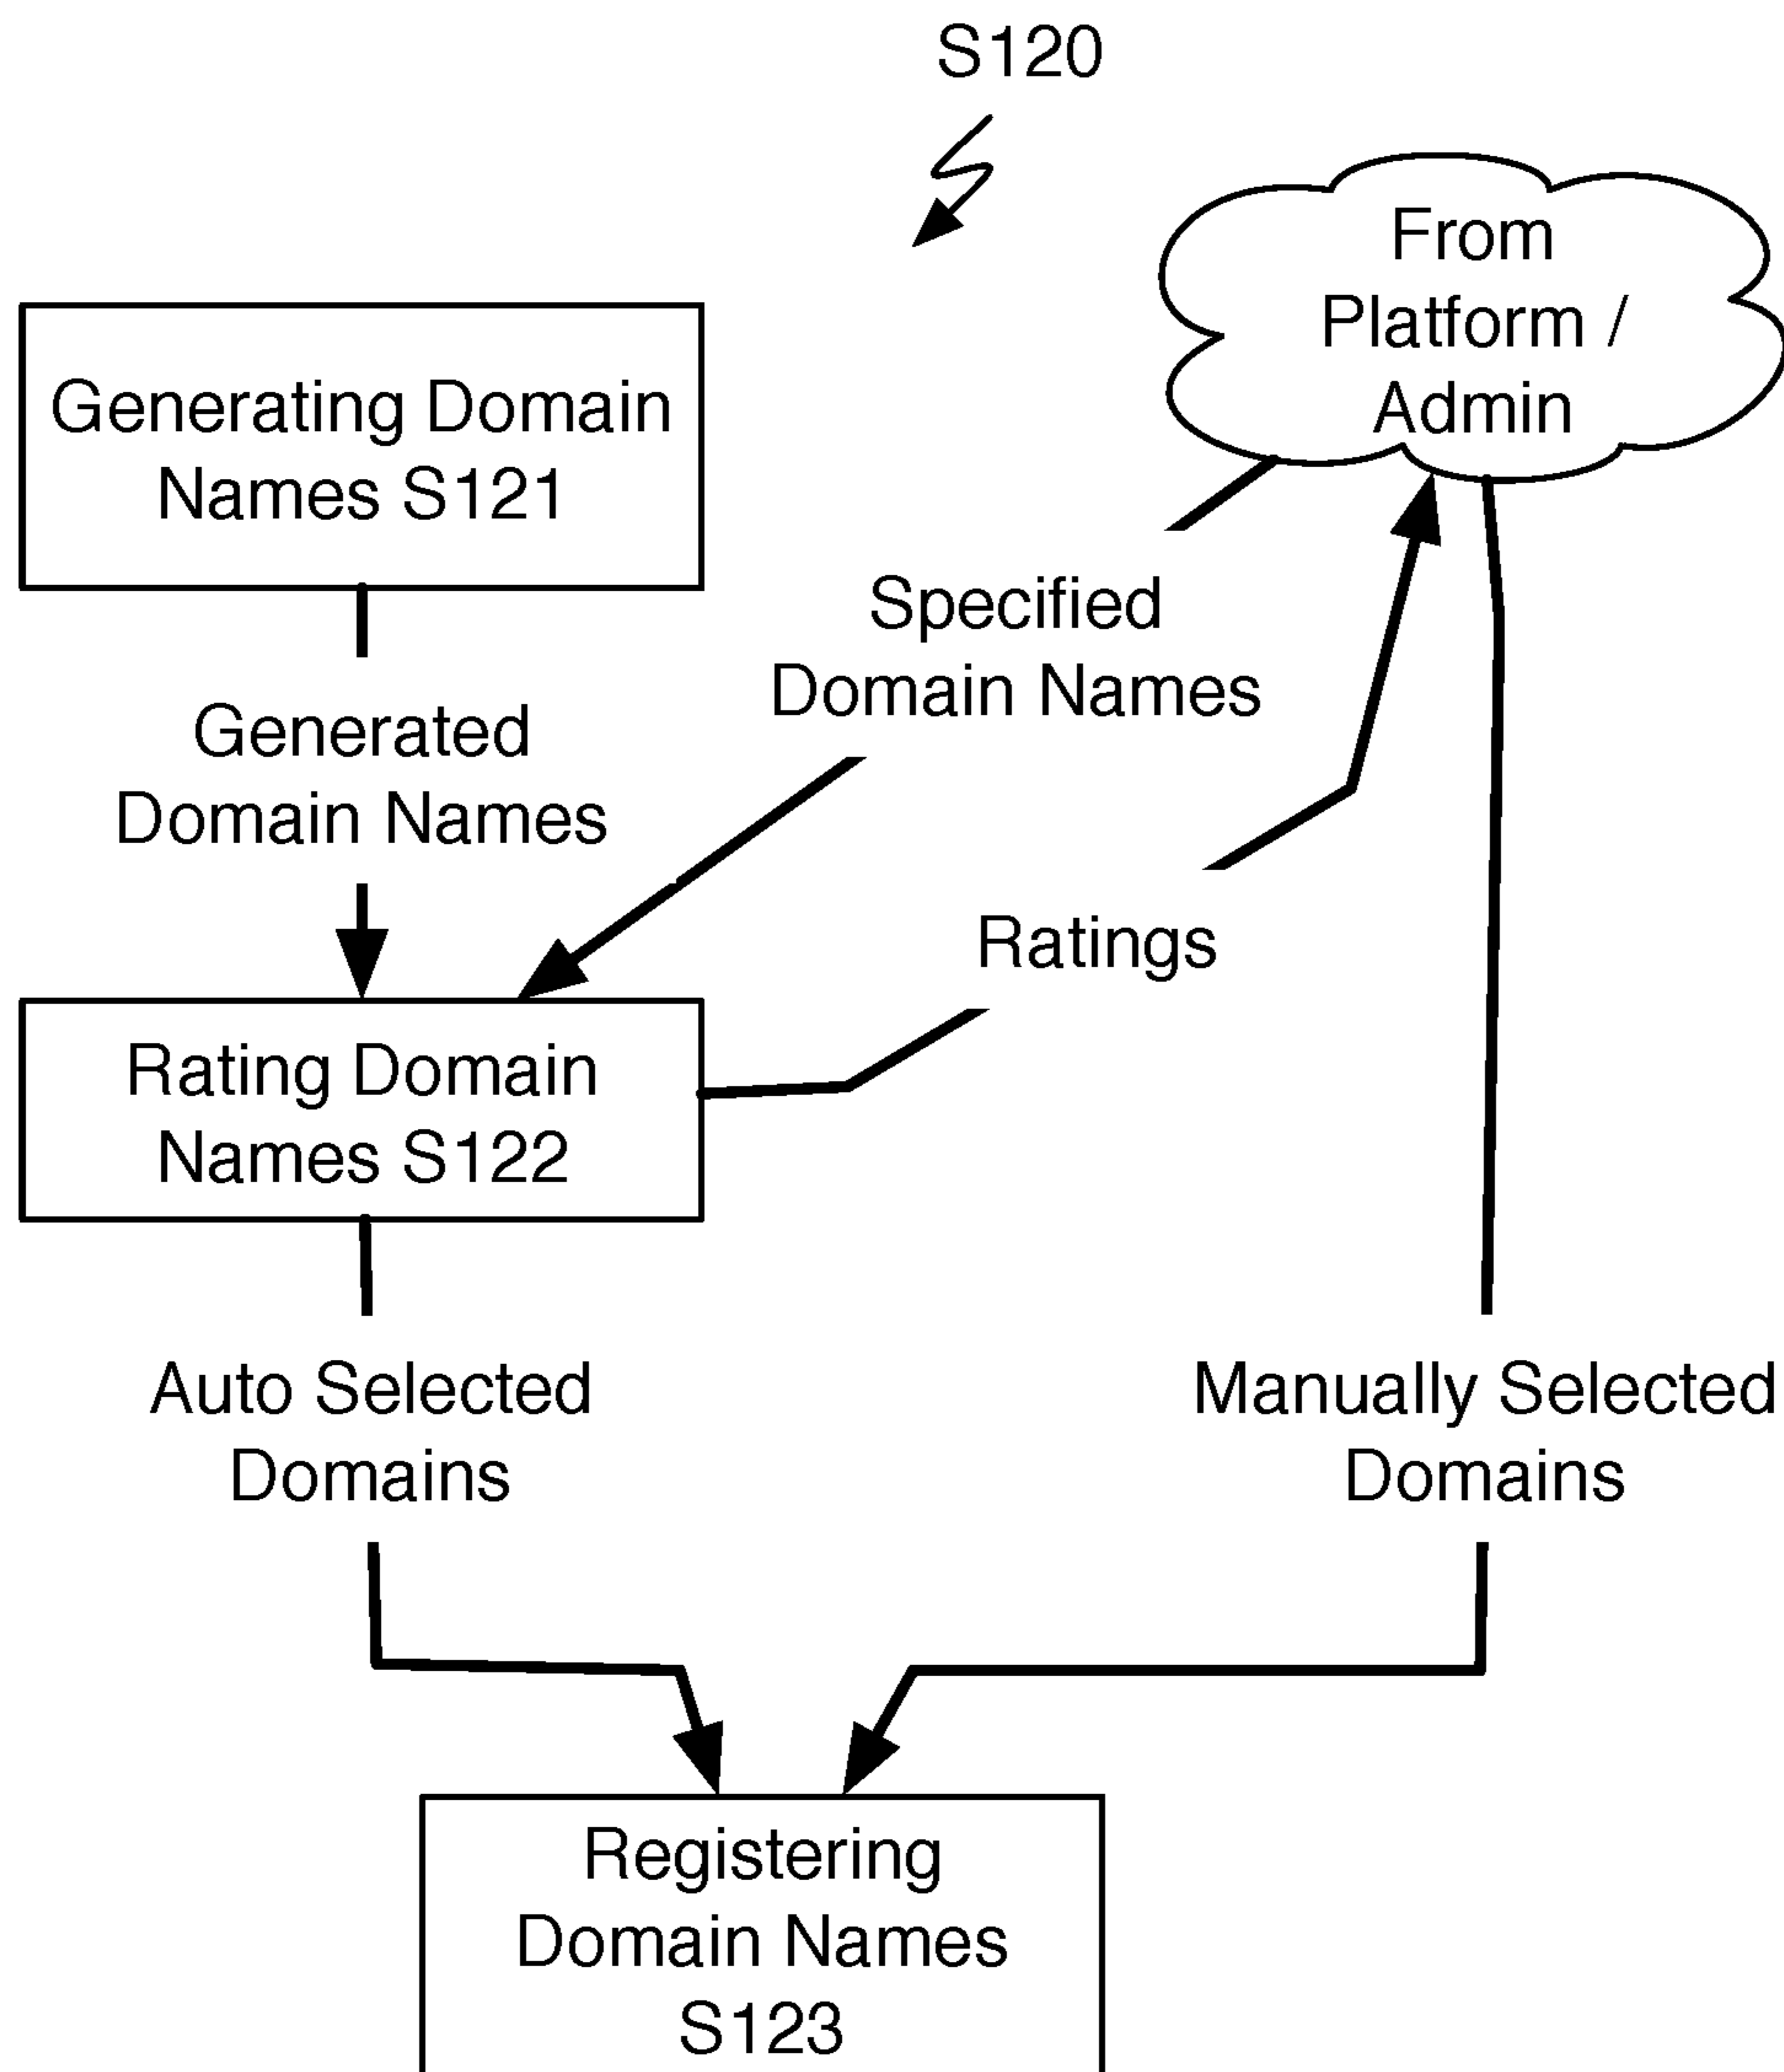 S120
From
Platform /
Admin
Generating Domain
Names S121
Specified
Domain Names
Generated
Domain Names
Ratings
Rating Domain
Names S122
Auto Selected
Domains
Manually Selected
Domains
Registering
Domain Names
S123